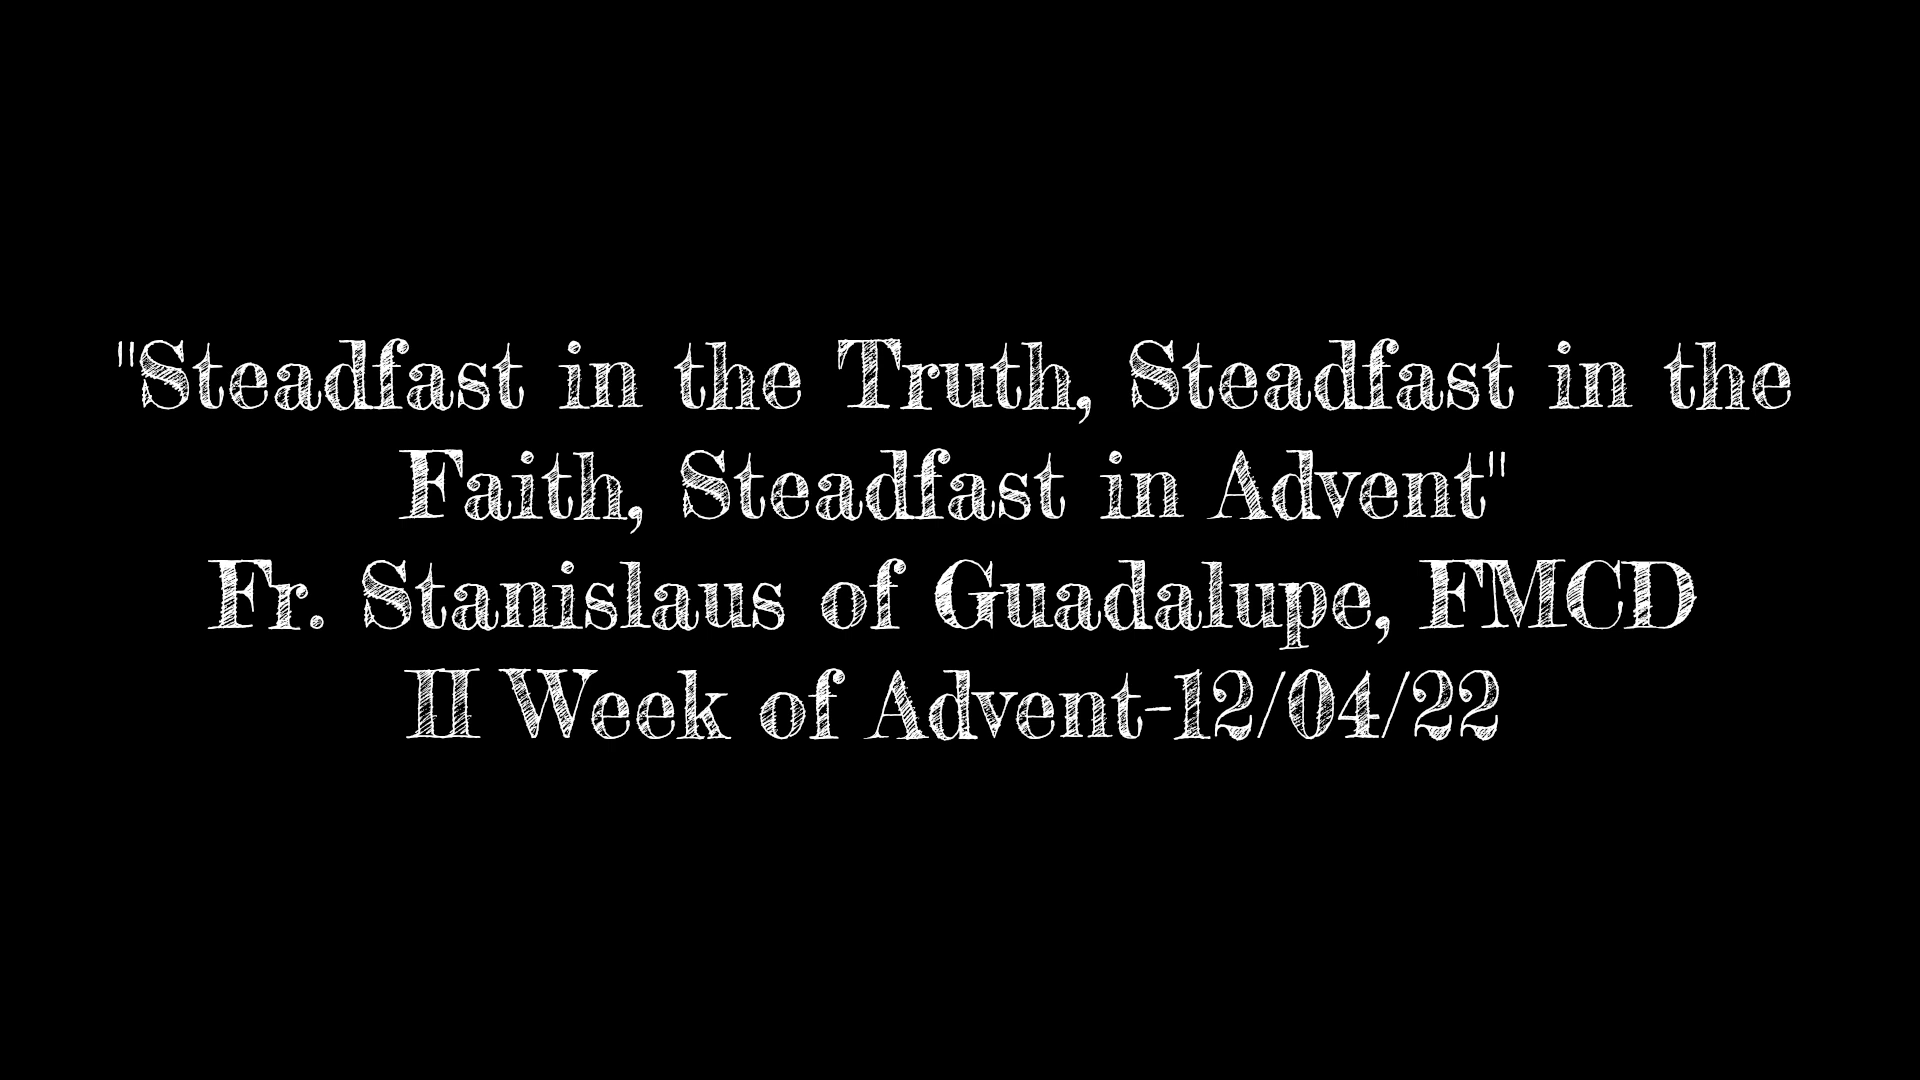 "Steadfast in the Truth, Steadfast in the
Faith, Steadfast in Advent"
Fr. Stanislaus of Guadalupe, FMCD
II Week of Advent-12/04/22